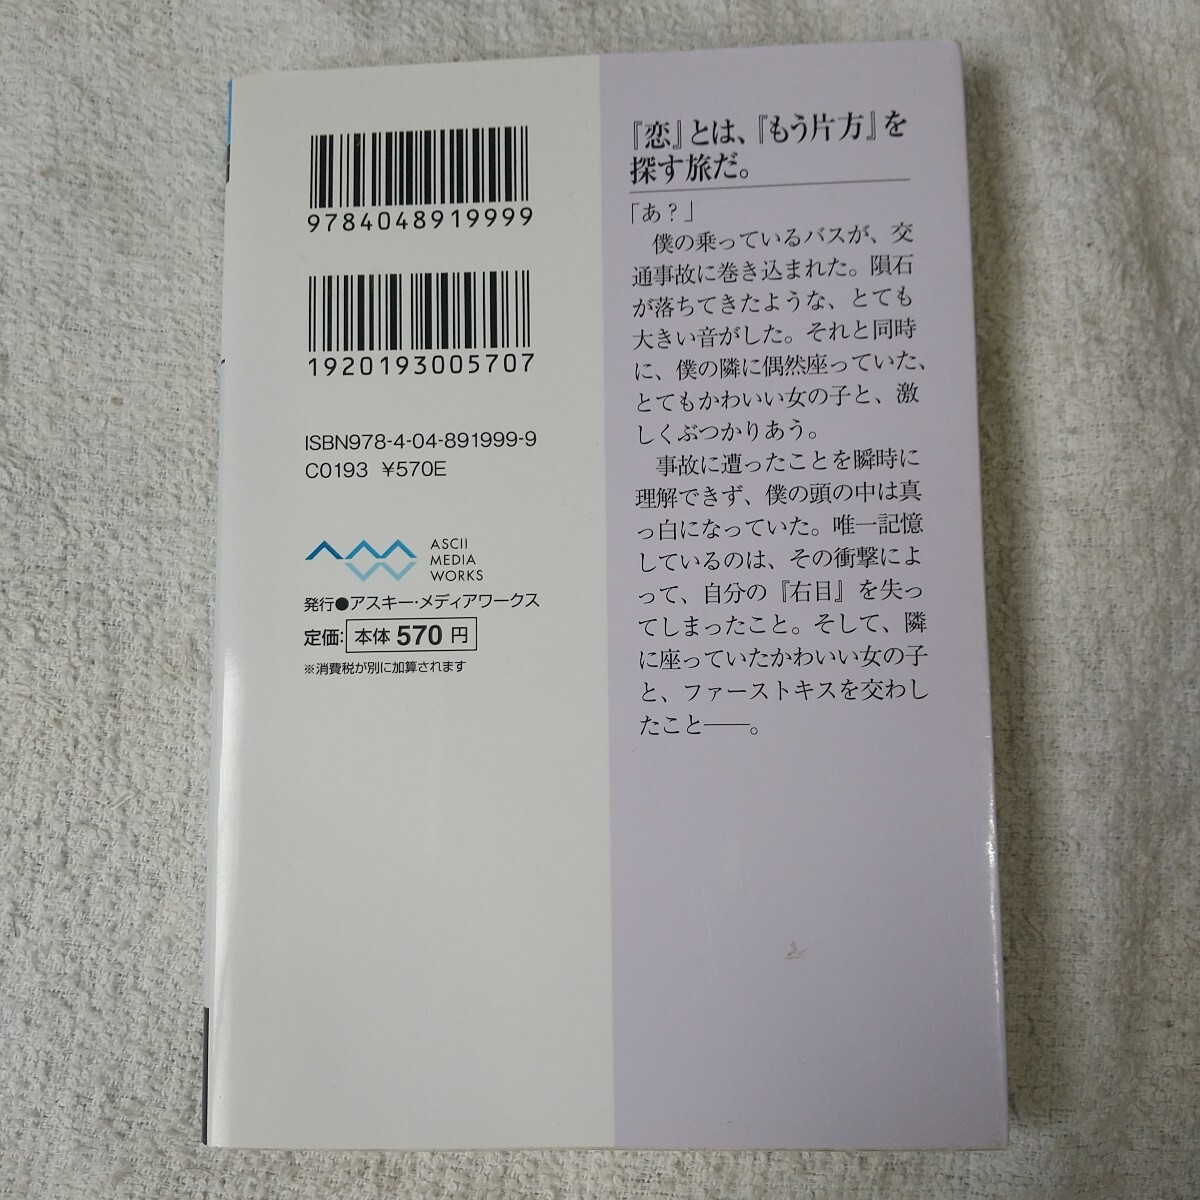 9784048919999
1920193005707
ISBN978-4-04-891999-9
C0193 ¥570E
ASCII
MEDIA
WORKS
発行●アスキー・メディアワークス
定価:本体570円
※消費税が別に加算されます
『恋』とは、『もう片方』を
探す旅だ。
「あ？」
僕の乗っているバスが、交
通事故に巻き込まれた。隕石
が落ちてきたような、とても
大きい音がした。それと同時
に、僕の隣に偶然座っていた、
とてもかわいい女の子と、激
しくぶつかりあう。
事故に遭ったことを瞬時に
理解できず、僕の頭の中は真
っ白になっていた。唯一記憶
しているのは、その衝撃によ
って、自分の『右目』を失っ
てしまったこと。そして、隣
に座っていたかわいい女の子
と、ファーストキスを交わし
たこと――。